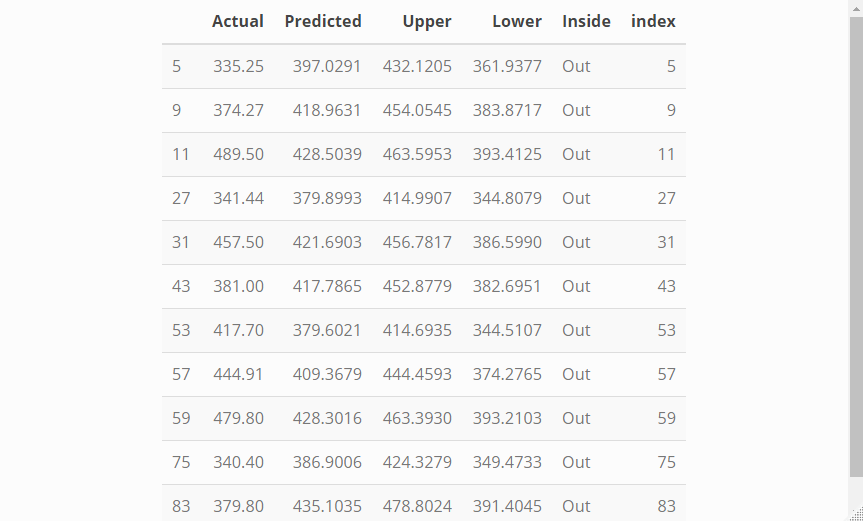 Actual Predicted Upper Lower Inside index
5 335.25 397.0291 432.1205 361.9377 Out 5
9 374.27 418.9631 454.0545 383.8717 Out 9
11 489.50 428.5039 463.5953 393.4125 Out 11
27 341.44 379.8993 414.9907 344.8079 Out 27
31 457.50 421.6903 456.7817 386.5990 Out 31
43 381.00 417.7865 452.8779 382.6951 Out 43
53 417.70 379.6021 414.6935 344.5107 Out 53
57 444.91 409.3679 444.4593 374.2765 Out 57
59 479.80 428.3016 463.3930 393.2103 Out 59
75 340.40 386.9006 424.3279 349.4733 Out 75
83 379.80 435.1035 478.8024 391.4045 Out 83